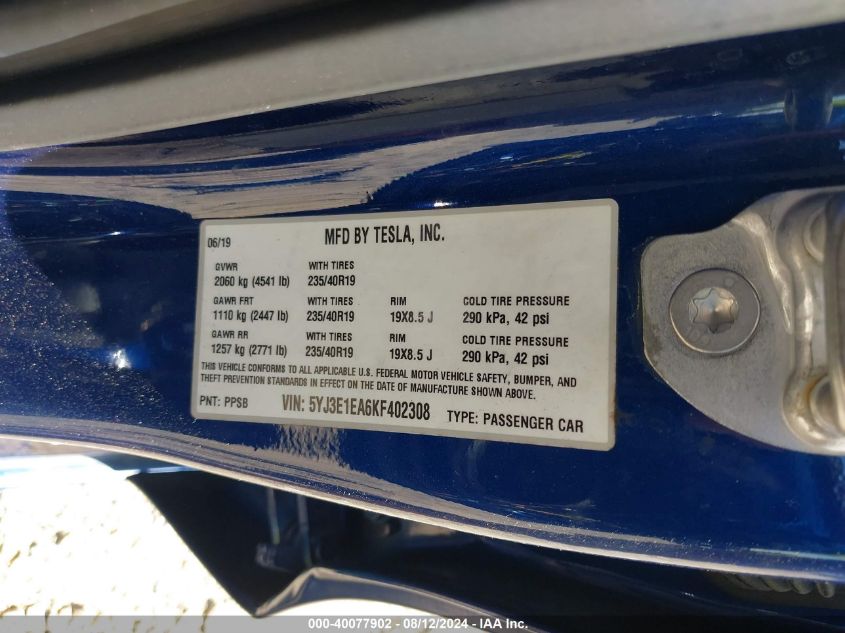 06/19 MFD BY TESLA, INC.
GVWR WITH TIRES
2060 kg (4541 lb) 235/40R19
GAWR FRT WITH TIRES RIM COLD TIRE PRESSURE
1110 kg (2447 lb) 235/40R19 19X8.5 J 290 kPa, 42 psi
GAWR RR WITH TIRES RIM COLD TIRE PRESSURE
1257 kg (2771 lb) 235/40R19 19X8.5 J 290 kPa, 42 psi
THIS VEHICLE CONFORMS TO ALL APPLICABLE U.S. FEDERAL MOTOR VEHICLE SAFETY, BUMPER, AND
THEFT PREVENTION STANDARDS IN EFFECT ON THE DATE OF MANUFACTURE SHOWN ABOVE.
PNT: PPSB VIN: 5YJ3E1EA6KF402308 TYPE: PASSENGER CAR
000-40077902 - 08/12/2024 - IAA Inc.